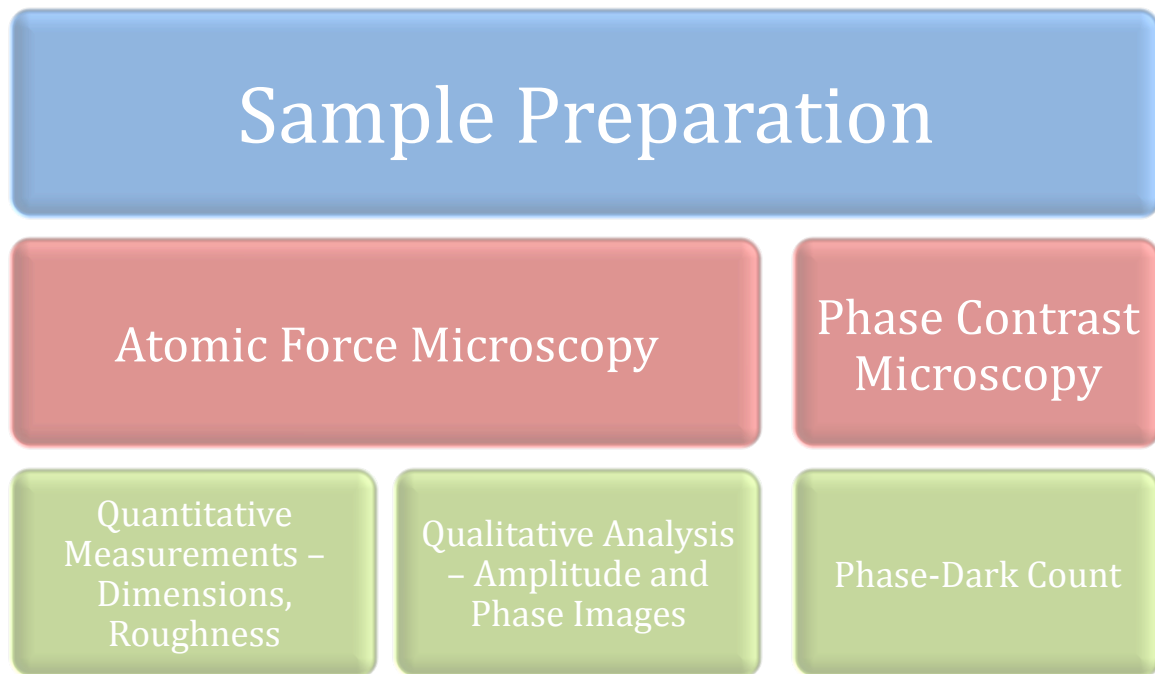 Sample Preparation
Atomic Force Microscopy
Phase Contrast
Microscopy
Quantitative
Measurements –
Dimensions,
Roughness
Qualitative Analysis
– Amplitude and
Phase Images
Phase-Dark Count